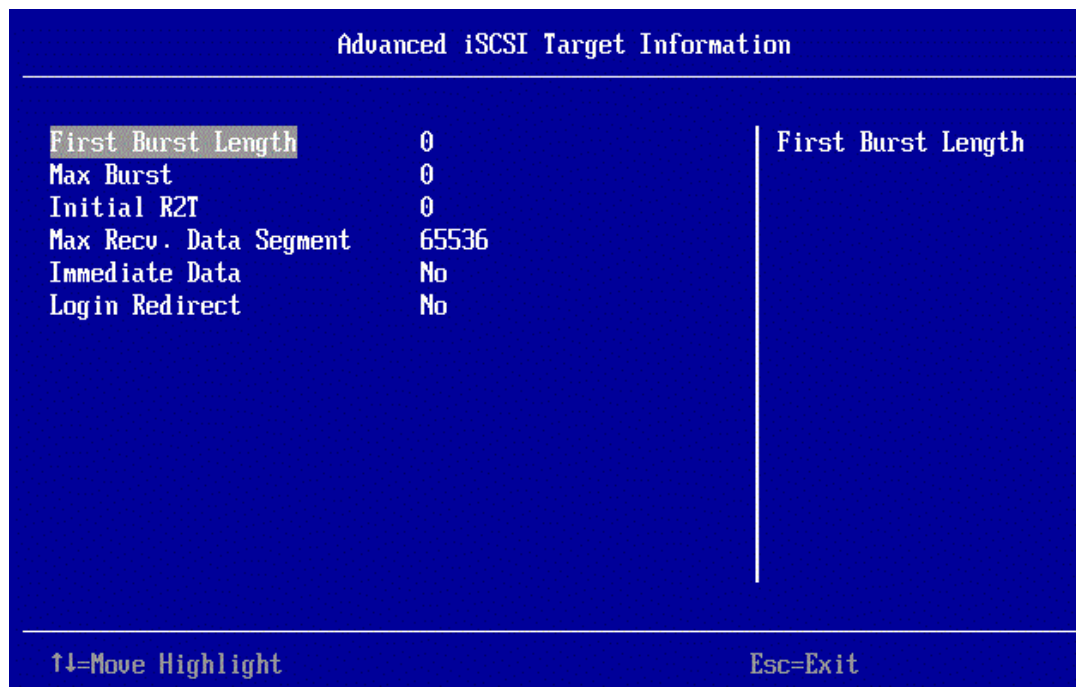 Advanced iSCSI Target Information
First Burst Length 0 First Burst Length
Max Burst 0
Initial R2T 0
Max Recv. Data Segment 65536
Immediate Data No
Login Redirect No
↑↓=Move Highlight Esc=Exit